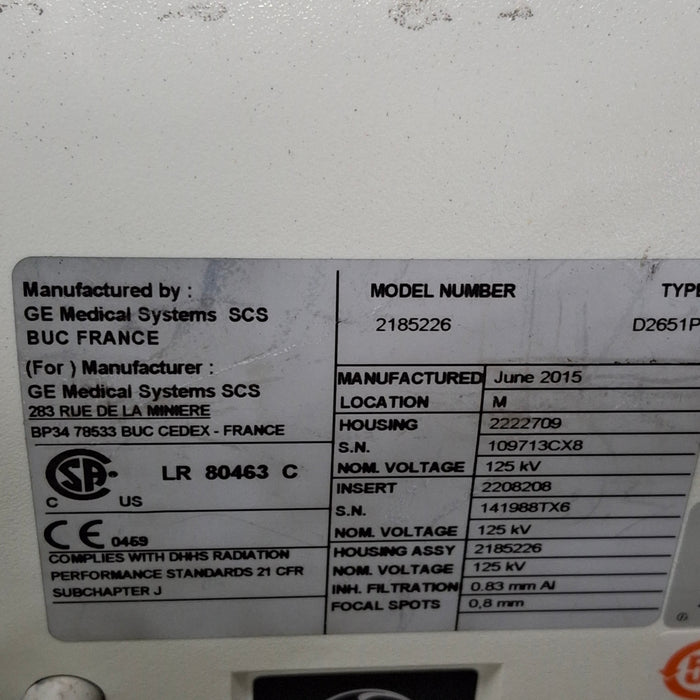 Manufactured by :
GE Medical Systems SCS
BUC FRANCE
(For ) Manufacturer :
GE Medical Systems SCS
283 RUE DE LA MINIERE
BP34 78533 BUC CEDEX - FRANCE
CSA
LR 80463 C
C US
CE 0459
COMPLIES WITH DHHS RADIATION
PERFORMANCE STANDARDS 21 CFR
SUBCHAPTER J
MODEL NUMBER TYPE
2185226 D2651P
MANUFACTURED June 2015
LOCATION M
HOUSING 2222709
S.N. 109713CX8
NOM. VOLTAGE 125 kV
INSERT 2208208
S.N. 141988TX6
NOM. VOLTAGE 125 kV
HOUSING ASSY 2185226
NOM. VOLTAGE 125 kV
INH. FILTRATION 0.83 mm Al
FOCAL SPOTS 0,8 mm